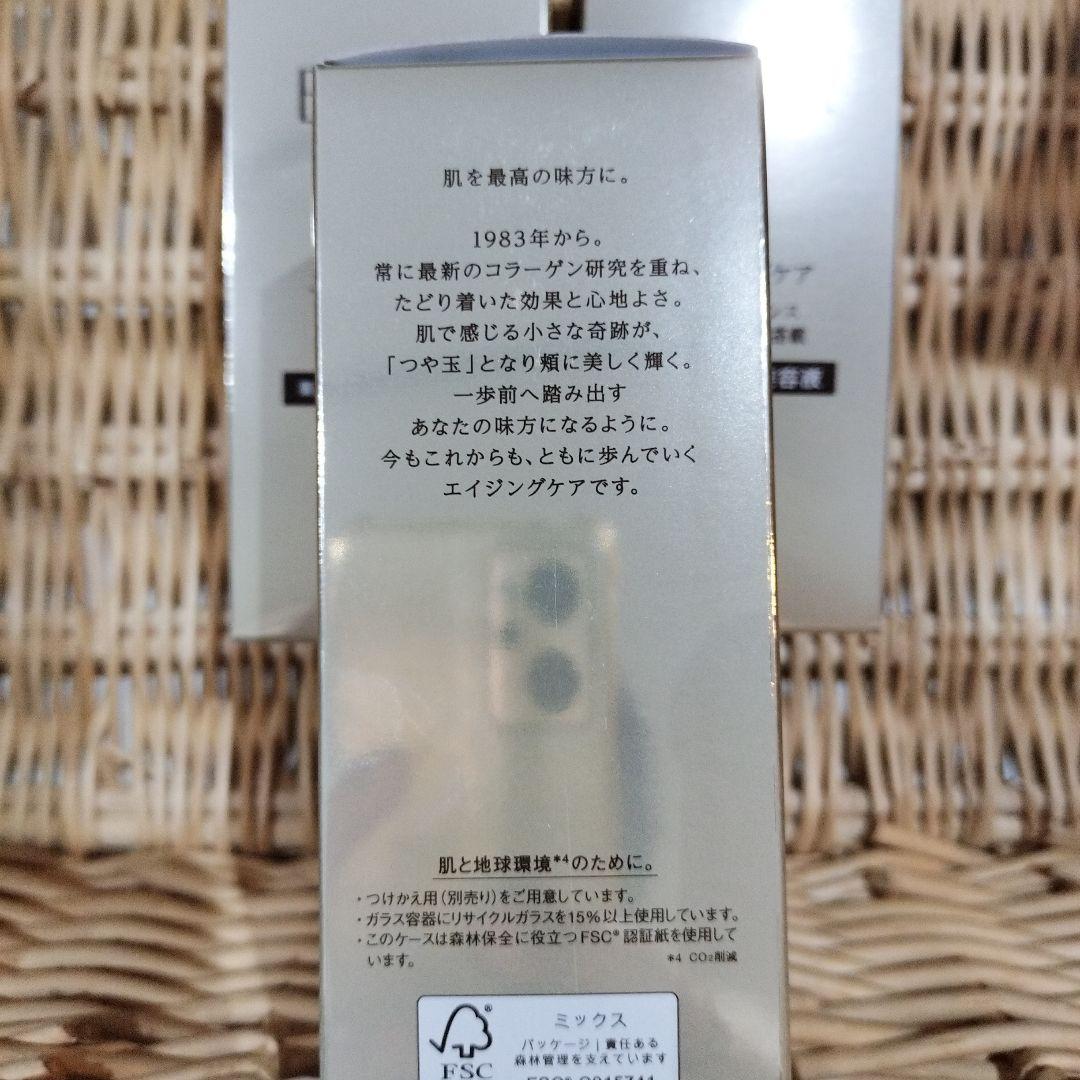 肌を最高の味方に。
1983年から。
常に最新のコラーゲン研究を重ね、
たどり着いた効果と心地よさ。
肌で感じる小さな奇跡が、
「つや玉」となり頬に美しく輝く。
一歩前へ踏み出す
あなたの味方になるように。
今もこれからも、ともに歩んでいく
エイジングケアです。
ケア
容液
肌と地球環境*4のために。
・つけかえ用(別売り)をご用意しています。
・ガラス容器にリサイクルガラスを15%以上使用しています。
・このケースは森林保全に役立つFSC®認証紙を使用して
います。
*4 CO2削減
®
FSC
ミックス
パッケージ|責任ある
森林管理を支えています